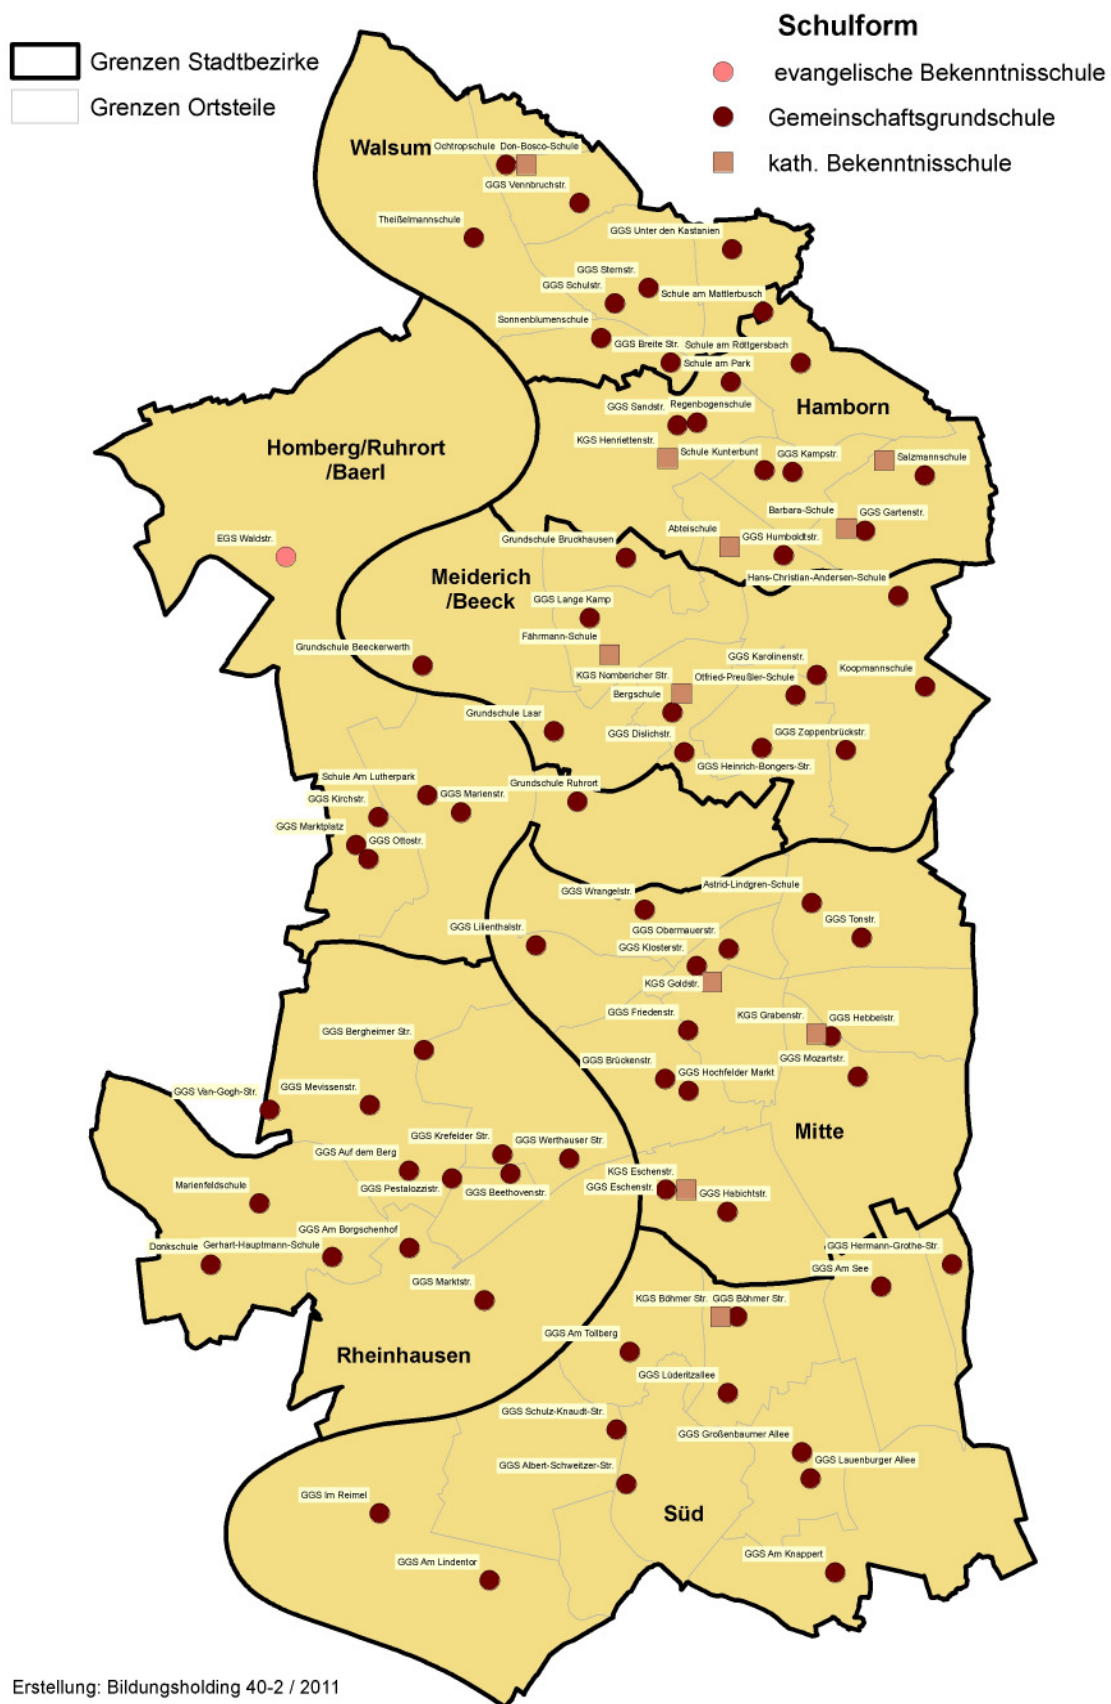 Schulform
Grenzen Stadtbezirke
Grenzen Ortsteile
evangelische Bekenntnisschule
Gemeinschaftsgrundschule
kath. Bekenntnisschule
Walsum
Ochtropschule
Don-Bosco-Schule
GGS Vennbruchstr.
Theißelmannschule
GGS Unter den Kastanien
GGS Sternstr.
GGS Schulstr.
Schule am Mattlerbusch
Sonnenblumenschule
GGS Breite Str.
Schule am Röttgersbach
Schule am Park
Hamborn
GGS Sandstr.
Regenbogenschule
KGS Henriettenstr.
Schule Kunterbunt
GGS Kampstr.
Salzmannschule
Barbara-Schule
GGS Gartenstr.
Abteischule
GGS Humboldtstr.
Homberg/Ruhrort
/Baerl
EGS Waldstr.
Grundschule Bruckhausen
Hans-Christian-Andersen-Schule
Meiderich
/Beeck
GGS Lange Kamp
Fährmann-Schule
Grundschule Beeckerwerth
GGS Karolinenstr.
KGS Nombericher Str.
Otfried-Preußler-Schule
Koopmannschule
Bergschule
Grundschule Laar
GGS Dislichstr.
GGS Zoppenbrückstr.
GGS Heinrich-Bongers-Str.
Schule Am Lutherpark
Grundschule Ruhrort
GGS Kirchstr.
GGS Marienstr.
GGS Marktplatz
GGS Ottostr.
GGS Wrangelstr.
Astrid-Lindgren-Schule
GGS Lilienthalstr.
GGS Obermauerstr.
GGS Tonstr.
GGS Klosterstr.
KGS Goldstr.
GGS Friedenstr.
KGS Grabenstr.
GGS Hebbelstr.
GGS Bergheimer Str.
GGS Brückenstr.
GGS Hochfelder Markt
GGS Mozartstr.
GGS Van-Gogh-Str.
GGS Mevissenstr.
Mitte
GGS Krefelder Str.
GGS Werthauser Str.
GGS Auf dem Berg
GGS Pestalozzistr.
GGS Beethovenstr.
KGS Eschenstr.
GGS Eschenstr.
GGS Habichtstr.
Marienfeldschule
GGS Am Borgschenhof
Donkschule
Gerhart-Hauptmann-Schule
GGS Marktstr.
GGS Hermann-Grothe-Str.
GGS Am See
KGS Böhmer Str.
GGS Böhmer Str.
GGS Am Tollberg
Rheinhausen
GGS Lüderitzallee
GGS Schulz-Knaudt-Str.
GGS Großenbaumer Allee
GGS Lauenburger Allee
GGS Albert-Schweitzer-Str.
GGS Im Reimel
Süd
GGS Am Knappert
GGS Am Lindentor
Erstellung: Bildungsholding 40-2 / 2011